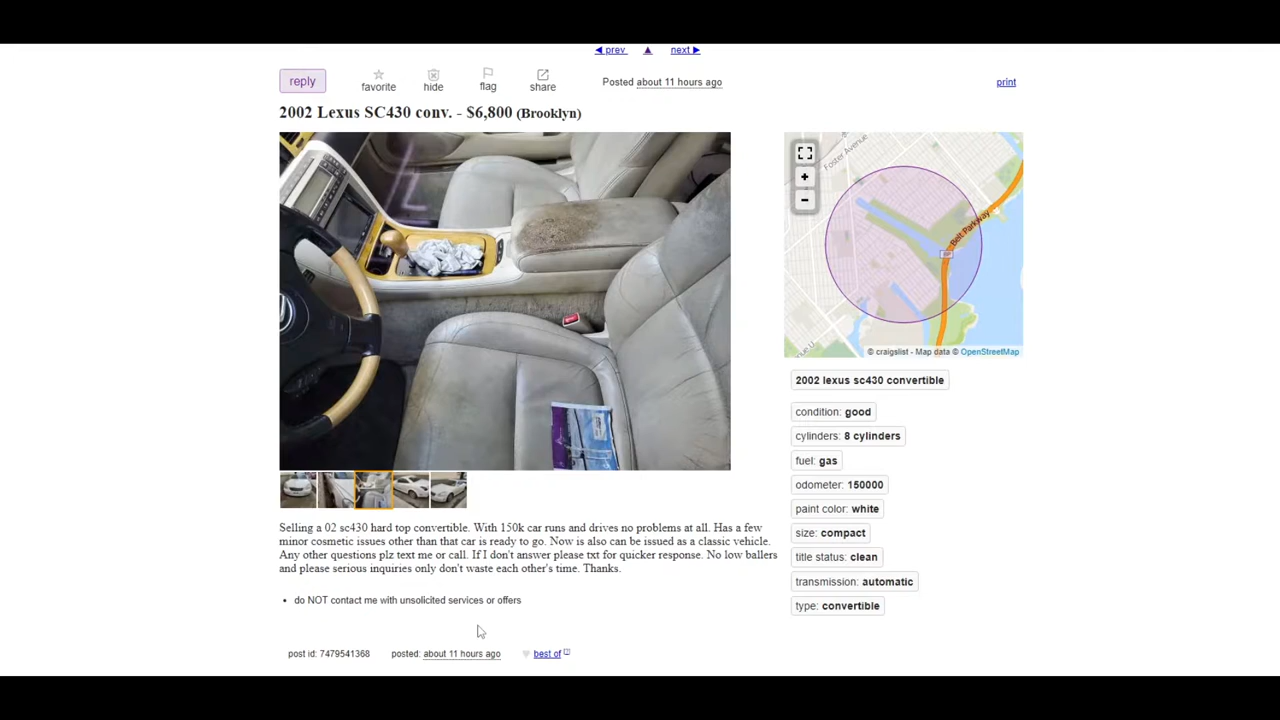 ◀ prev ▲ next ▶
reply
favorite
hide
flag
share
Posted about 11 hours ago
print
2002 Lexus SC430 conv. - $6,800 (Brooklyn)
+
-
Foster Avenue
Belt Parkway
© craigslist - Map data © OpenStreetMap
2002 lexus sc430 convertible
condition: good
cylinders: 8 cylinders
fuel: gas
odometer: 150000
paint color: white
size: compact
title status: clean
transmission: automatic
type: convertible
Selling a 02 sc430 hard top convertible. With 150k car runs and drives no problems at all. Has a few
minor cosmetic issues other than that car is ready to go. Now is also can be issued as a classic vehicle.
Any other questions plz text me or call. If I don't answer please txt for quicker response. No low ballers
and please serious inquiries only don't waste each other's time. Thanks.
• do NOT contact me with unsolicited services or offers
post id: 7479541368 posted: about 11 hours ago ♥ best of [?]